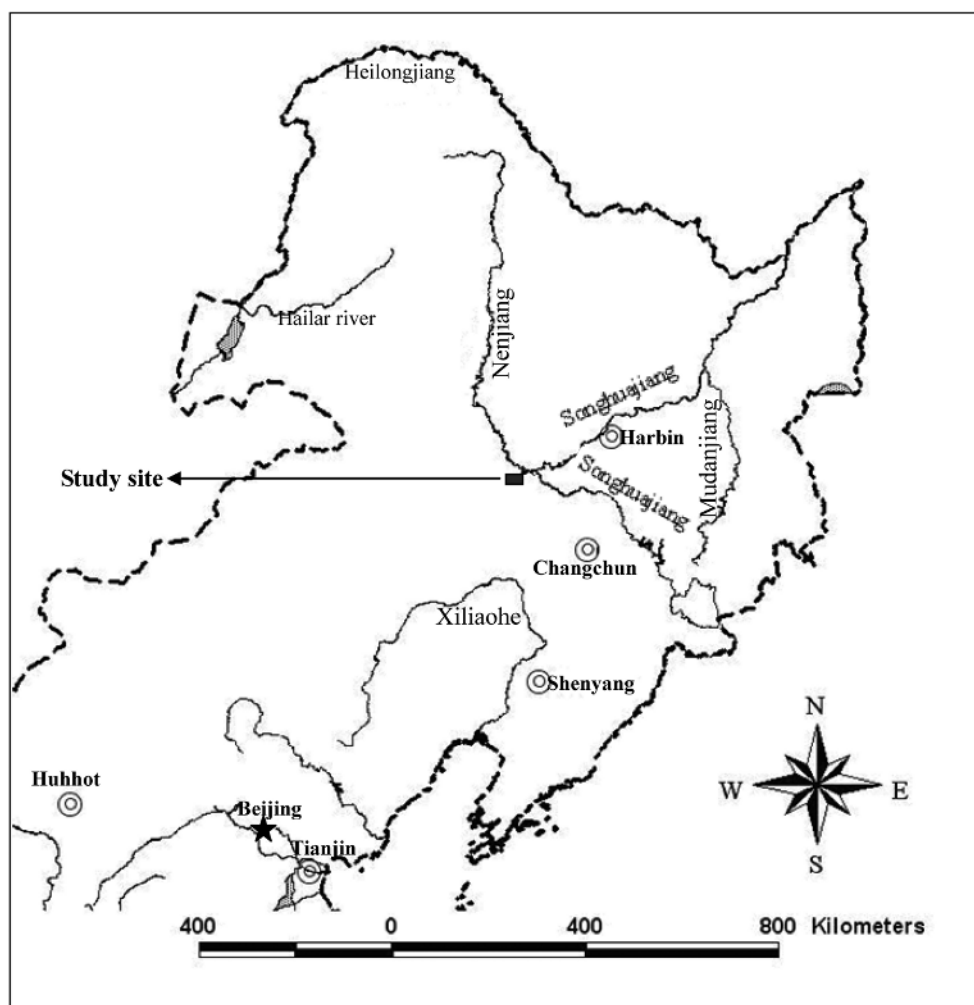 Heilongjiang
Hailar river
Nenjiang
Songhuajiang
Harbin
Mudanjiang
Study site
Songhuajiang
Changchun
Xiliaohe
Shenyang
N
W
E
S
Huhhot
Beijing
Tianjin
400 0 400 800 Kilometers